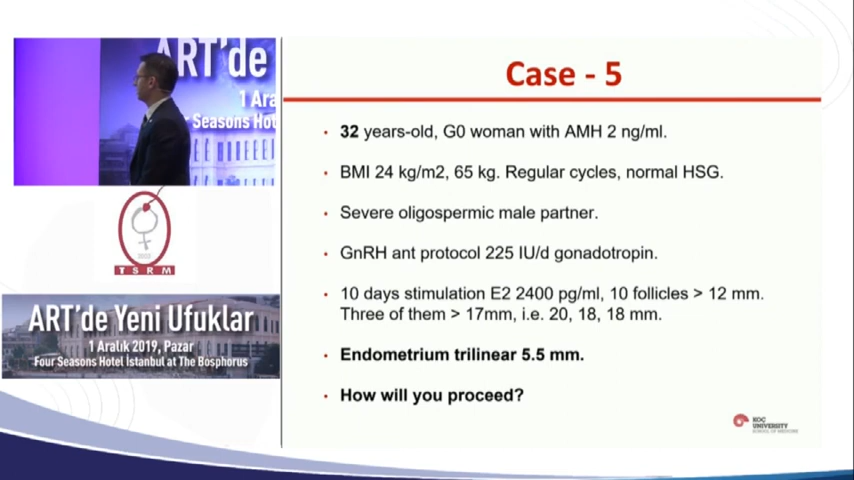 ART'de
1 Ara
Seasons Hot
TSRM
ART'de Yeni Ufuklar
1 Aralık 2019, Pazar
Four Seasons Hotel İstanbul at The Bosphorus
Case - 5
• 32 years-old, G0 woman with AMH 2 ng/ml.
• BMI 24 kg/m2, 65 kg. Regular cycles, normal HSG.
• Severe oligospermic male partner.
• GnRH ant protocol 225 IU/d gonadotropin.
• 10 days stimulation E2 2400 pg/ml, 10 follicles > 12 mm.
Three of them > 17mm, i.e. 20, 18, 18 mm.
• Endometrium trilinear 5.5 mm.
• How will you proceed?
KOÇ
UNIVERSITY
SCHOOL OF MEDICINE